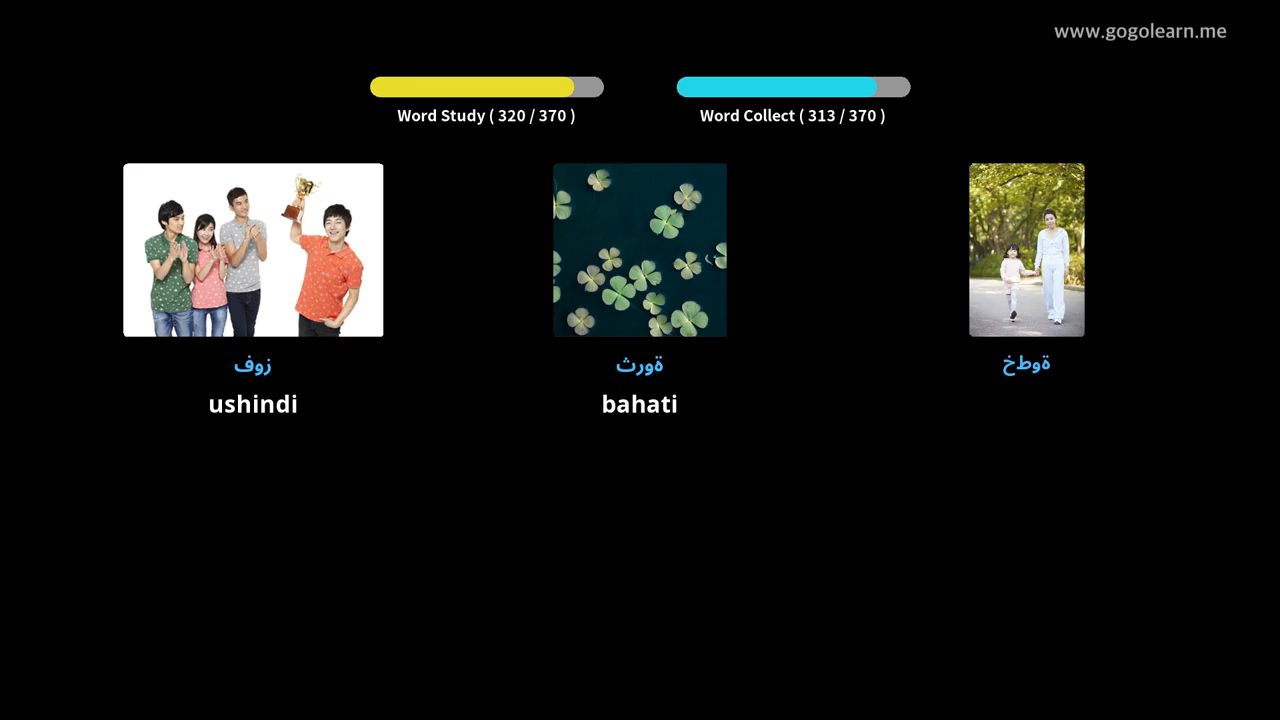 www.gogolearn.me
Word Study ( 320 / 370 )
Word Collect ( 313 / 370 )
زوف
ushindi
ةورث
bahati
ةوطخ